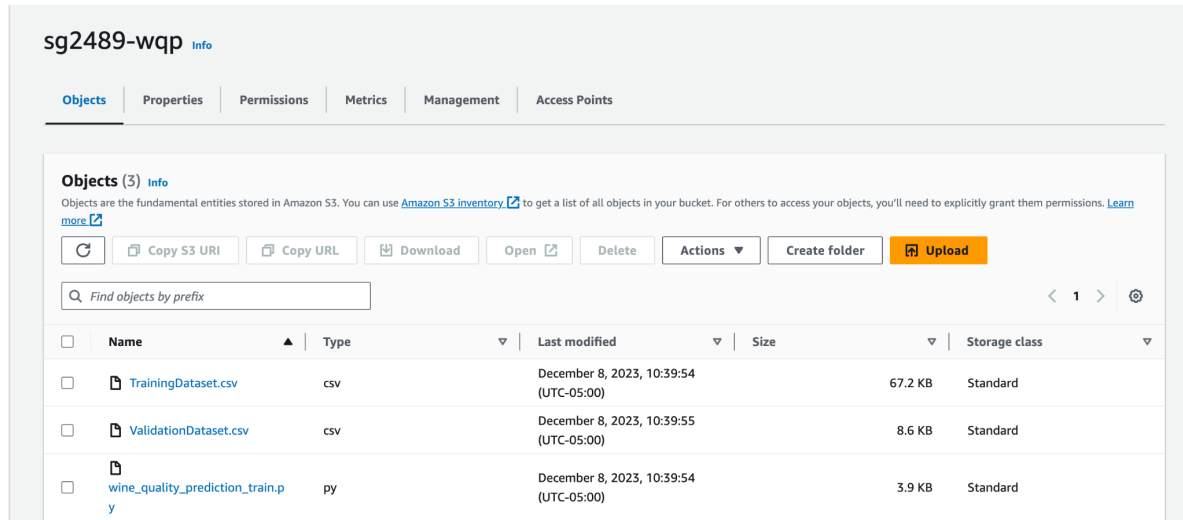 sg2489-wqp Info
Objects Properties Permissions Metrics Management Access Points
Objects (3) Info
Objects are the fundamental entities stored in Amazon S3. You can use Amazon S3 inventory to get a list of all objects in your bucket. For others to access your objects, you'll need to explicitly grant them permissions. Learn
more
Copy S3 URI Copy URL Download Open Delete Actions Create folder Upload
Find objects by prefix 1
Name Type Last modified Size Storage class
TrainingDataset.csv csv December 8, 2023, 10:39:54 67.2 KB Standard
(UTC-05:00)
ValidationDataset.csv csv December 8, 2023, 10:39:55 8.6 KB Standard
(UTC-05:00)
wine_quality_prediction_train.p py December 8, 2023, 10:39:54 3.9 KB Standard
y (UTC-05:00)